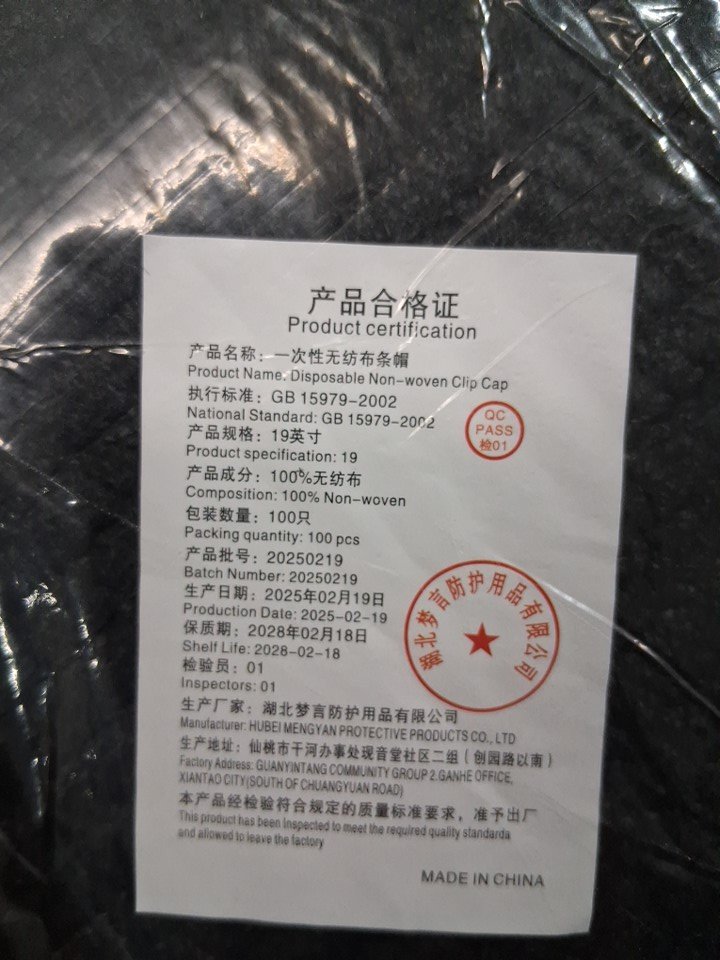 产品合格证
Product certification
产品名称：一次性无纺布条帽
Product Name: Disposable Non-woven Clip Cap
执行标准：GB 15979-2002
National Standard: GB 15979-2002
产品规格：19英寸
Product specification: 19
产品成分：100%无纺布
Composition: 100% Non-woven
包装数量：100只
Packing quantity: 100 pcs
产品批号：20250219
Batch Number: 20250219
生产日期：2025年02月19日
Production Date: 2025-02-19
保质期：2028年02月18日
Shelf Life: 2028-02-18
检验员：01
Inspectors: 01
生产厂家：湖北梦言防护用品有限公司
Manufacturer: HUBEI MENGYAN PROTECTIVE PRODUCTS CO., LTD
生产地址：仙桃市干河办事处现音堂社区二组（创园路以南）
Factory Address: GUANYINTANG COMMUNITY GROUP 2.GANHE OFFICE,
XIANTAO CITY(SOUTH OF CHUANGYUAN ROAD)
本产品经检验符合规定的质量标准要求，准予出厂
This product has been Inspected to meet the required quality standarda
and allowed to leave the factory
MADE IN CHINA
QC
PASS
检01
湖北梦言防护用品有限公司